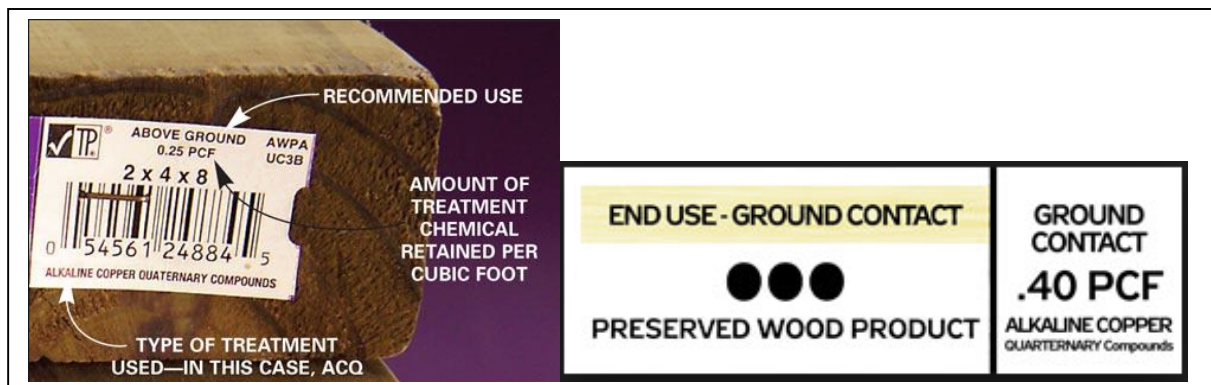 RECOMMENDED USE
TP®
ABOVE GROUND
0.25 PCF
AWPA
UC3B
2 x 4 x 8
0 54561 24884 5
ALKALINE COPPER QUATERNARY COMPOUNDS
AMOUNT OF
TREATMENT
CHEMICAL
RETAINED PER
CUBIC FOOT
TYPE OF TREATMENT
USED—IN THIS CASE, ACQ
END USE - GROUND CONTACT
PRESERVED WOOD PRODUCT
GROUND
CONTACT
.40 PCF
ALKALINE COPPER
QUARTERNARY Compounds